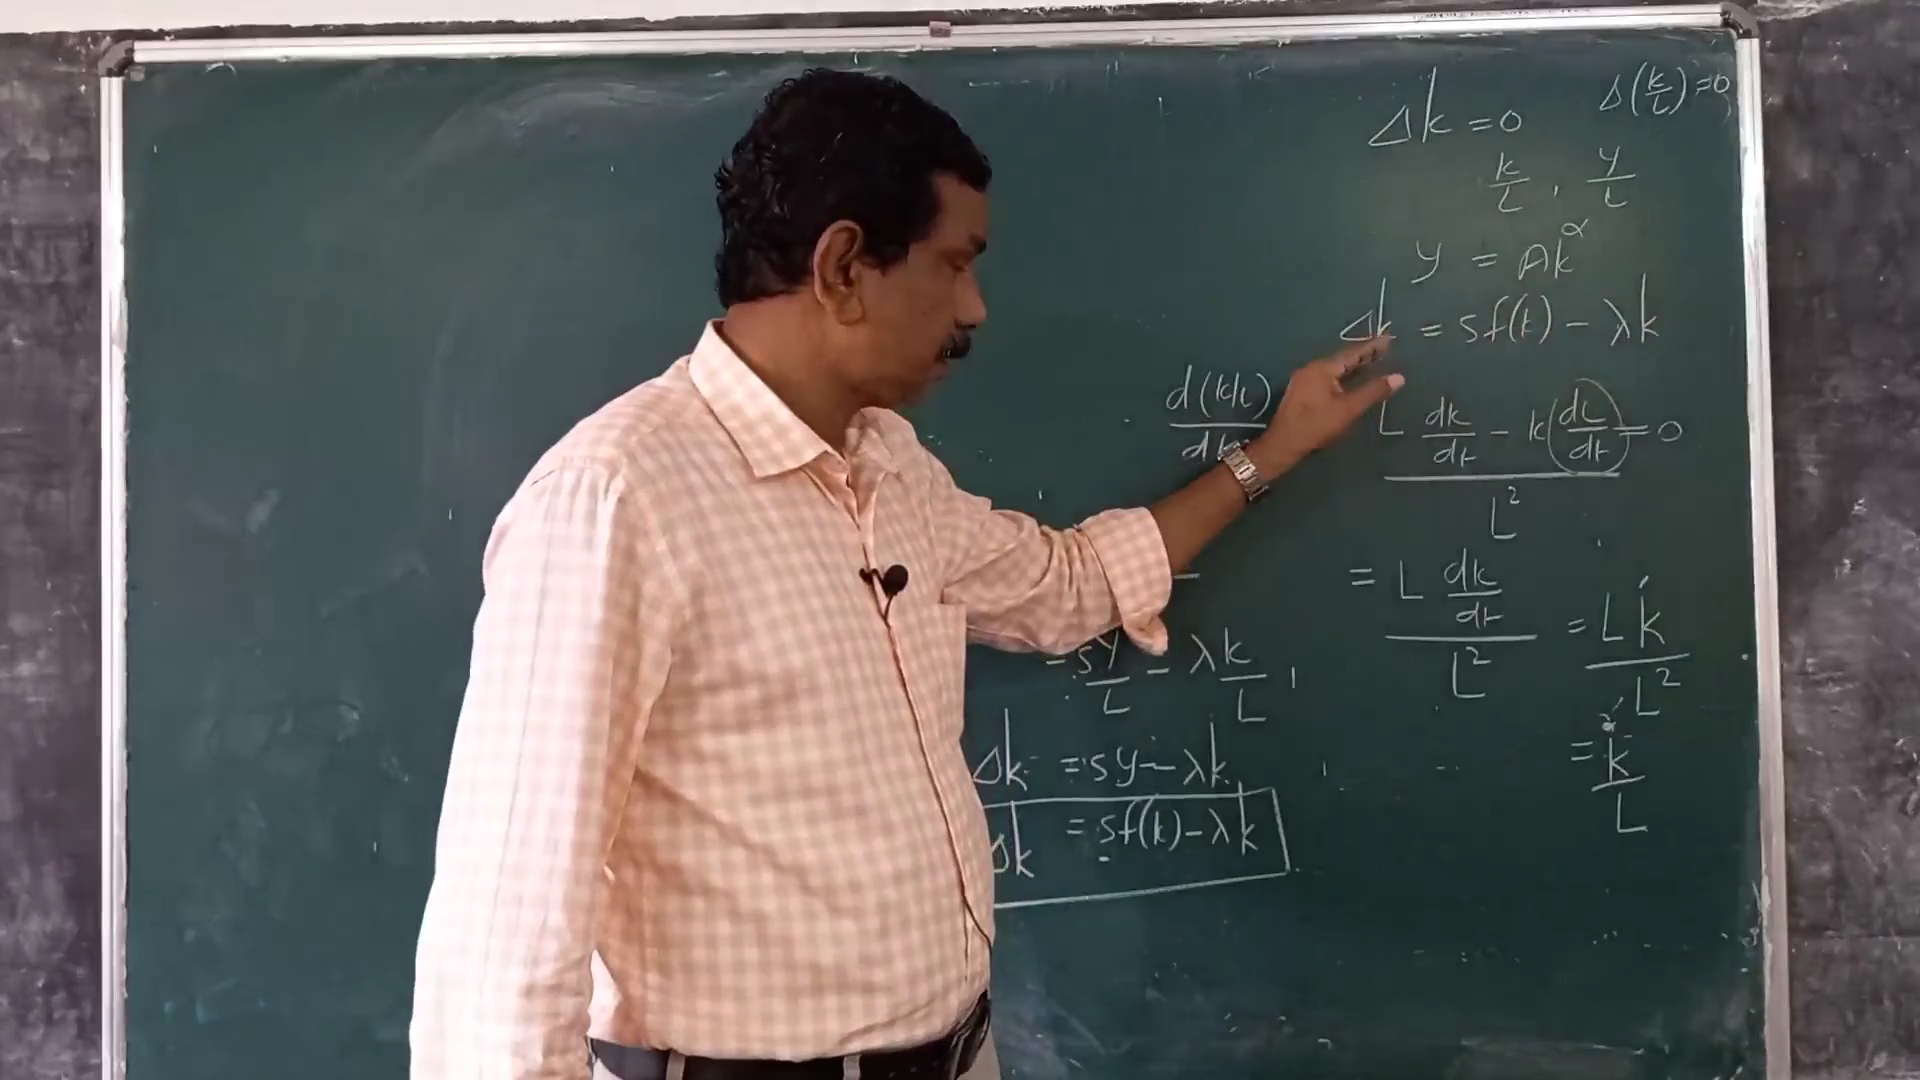 Δk = 0
Δ(k/L) = 0
k/L , y/L
y = Ak^α
Δk = sf(k) - λk
d(k/L)/dt
(L dk/dt - k(dL/dt))/L² = 0
= (L dk/dt)/L²
= Lk̇/L²
= k̇/L
= sY/L - λk/L
Δk = sy - λk
Δk = sf(k) - λk